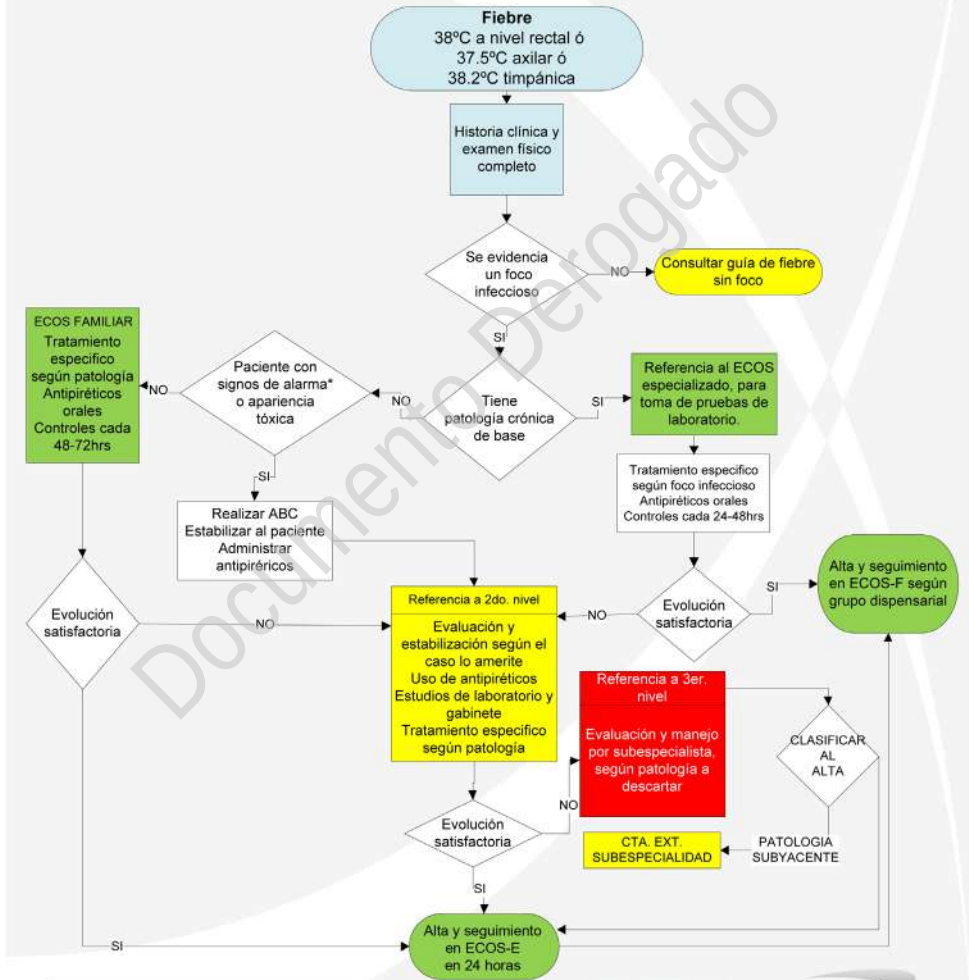 Fiebre
38ºC a nivel rectal ó
37.5ºC axilar ó
38.2ºC timpánica
Historia clínica y
examen físico
completo
Se evidencia
un foco
infeccioso
NO
Consultar guía de fiebre
sin foco
SI
ECOS FAMILIAR
Tratamiento
especifico
según patología
Antipiréticos
orales
Controles cada
48-72hrs
NO
Paciente con
signos de alarma*
o apariencia
tóxica
NO
Tiene
patología crónica
de base
SI
Referencia al ECOS
especializado, para
toma de pruebas de
laboratorio.
SI
Realizar ABC
Estabilizar al paciente
Administrar
antipiréricos
Tratamiento especifico
según foco infeccioso
Antipiréticos orales
Controles cada 24-48hrs
Evolución
satisfactoria
NO
Referencia a 2do. nivel
Evaluación y
estabilización según el
caso lo amerite
Uso de antipiréticos
Estudios de laboratorio y
gabinete
Tratamiento especifico
según patología
NO
Evolución
satisfactoria
SI
Alta y seguimiento
en ECOS-F según
grupo dispensarial
Referencia a 3er.
nivel
Evaluación y manejo
por subespecialista,
según patología a
descartar
CLASIFICAR
AL
ALTA
Evolución
satisfactoria
NO
CTA. EXT.
SUBESPECIALIDAD
PATOLOGIA
SUBYACENTE
SI
SI
Alta y seguimiento
en ECOS-E
en 24 horas
Documento Derogado